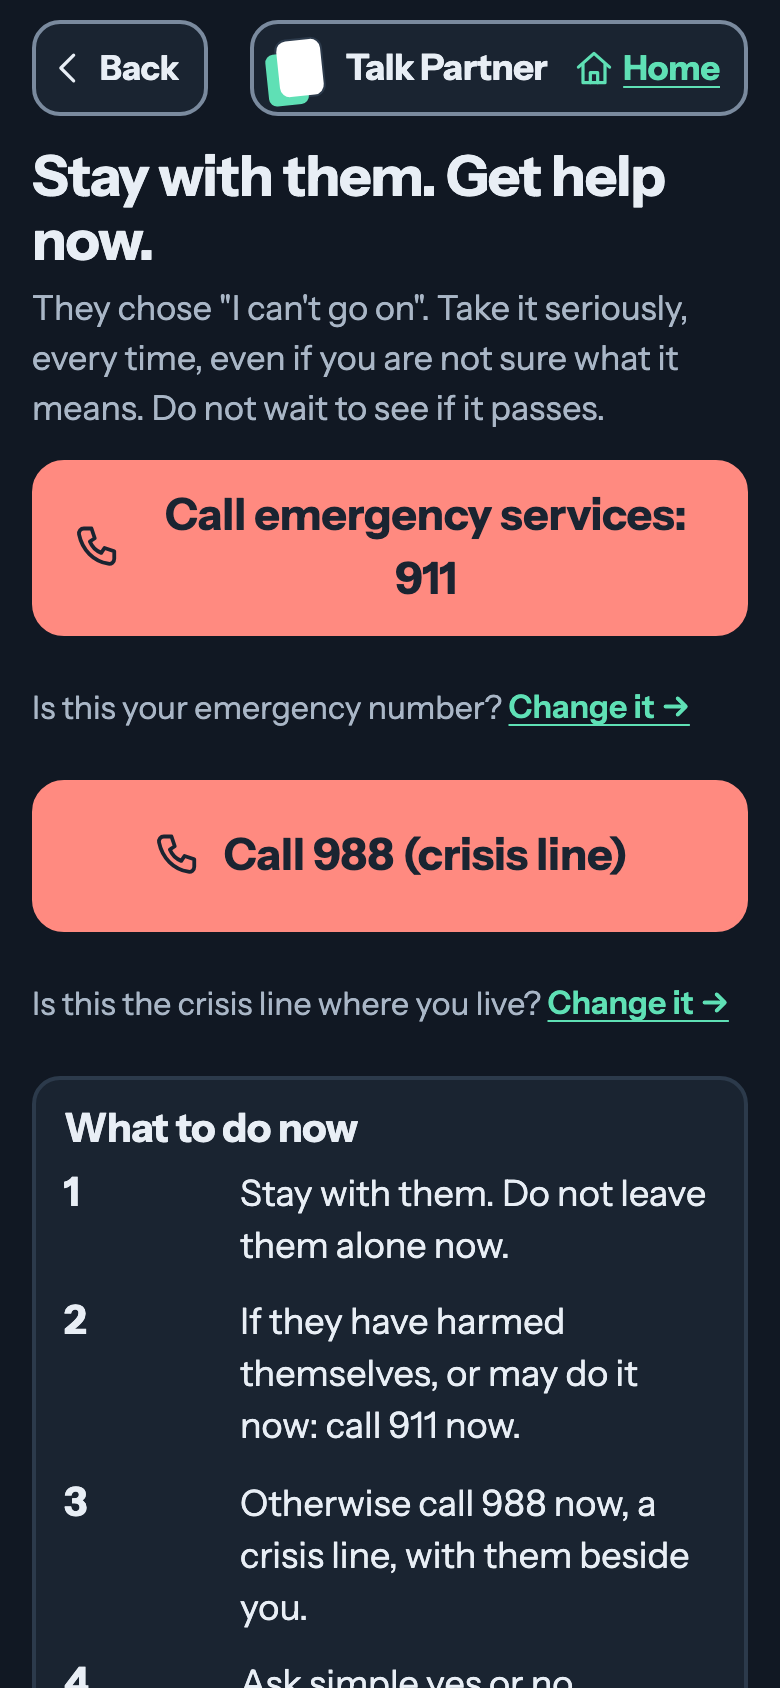 Back
Talk Partner Home
Stay with them. Get help
now.
They chose "I can't go on". Take it seriously,
every time, even if you are not sure what it
means. Do not wait to see if it passes.
Call emergency services:
911
Is this your emergency number? Change it →
Call 988 (crisis line)
Is this the crisis line where you live? Change it →
What to do now
1 Stay with them. Do not leave
them alone now.
2 If they have harmed
themselves, or may do it
now: call 911 now.
3 Otherwise call 988 now, a
crisis line, with them beside
you.
4 Ask simple yes or no